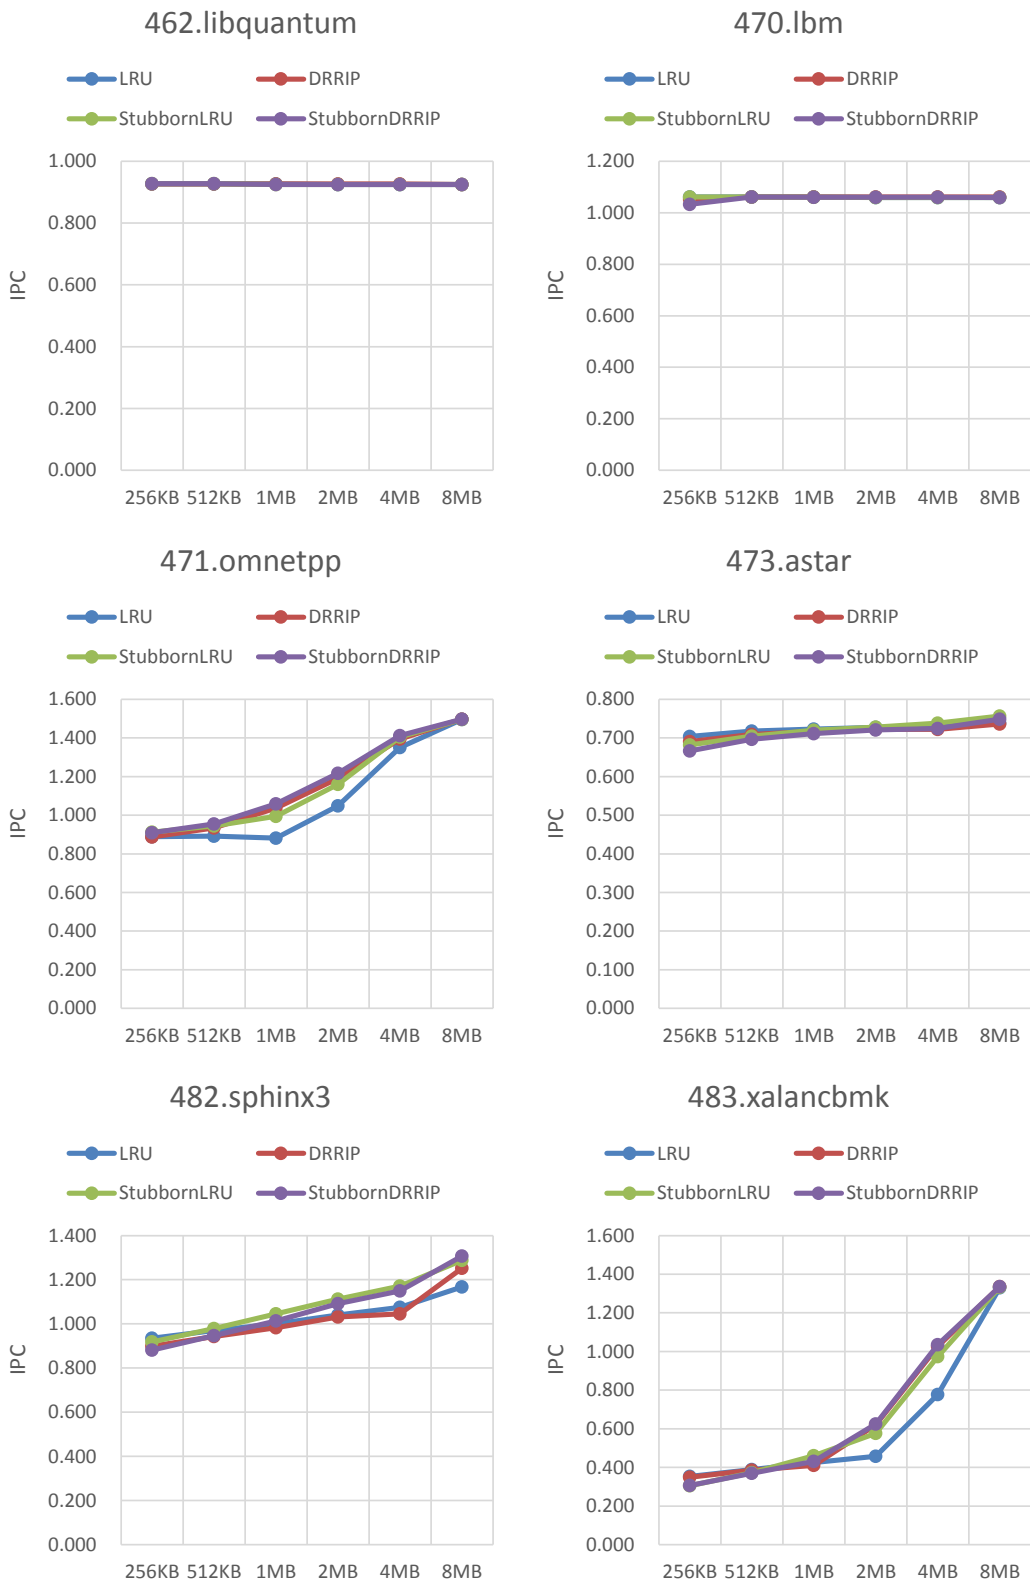 462.libquantum
LRU DRRIP
StubbornLRU StubbornDRRIP
1.000
0.800
0.600
0.400
0.200
0.000
IPC
256KB 512KB 1MB 2MB 4MB 8MB
470.lbm
LRU DRRIP
StubbornLRU StubbornDRRIP
1.200
1.000
0.800
0.600
0.400
0.200
0.000
IPC
256KB 512KB 1MB 2MB 4MB 8MB
471.omnetpp
LRU DRRIP
StubbornLRU StubbornDRRIP
1.600
1.400
1.200
1.000
0.800
0.600
0.400
0.200
0.000
IPC
256KB 512KB 1MB 2MB 4MB 8MB
473.astar
LRU DRRIP
StubbornLRU StubbornDRRIP
0.800
0.700
0.600
0.500
0.400
0.300
0.200
0.100
0.000
IPC
256KB 512KB 1MB 2MB 4MB 8MB
482.sphinx3
LRU DRRIP
StubbornLRU StubbornDRRIP
1.400
1.200
1.000
0.800
0.600
0.400
0.200
0.000
IPC
256KB 512KB 1MB 2MB 4MB 8MB
483.xalancbmk
LRU DRRIP
StubbornLRU StubbornDRRIP
1.600
1.400
1.200
1.000
0.800
0.600
0.400
0.200
0.000
IPC
256KB 512KB 1MB 2MB 4MB 8MB